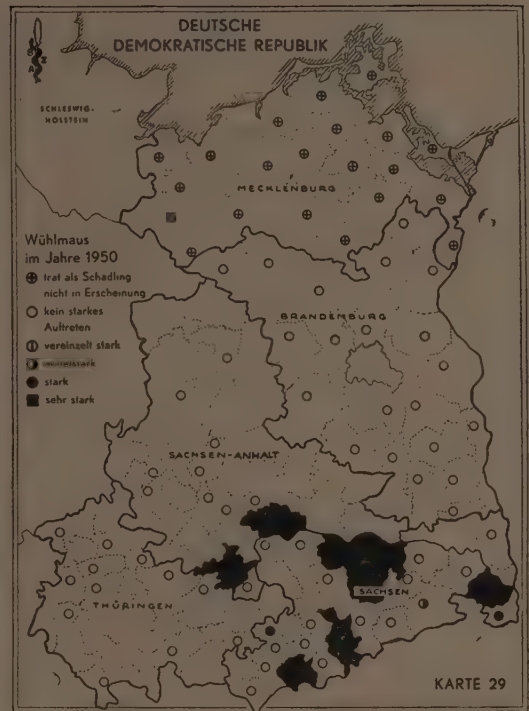 DEUTSCHE
DEMOKRATISCHE REPUBLIK
SCHLESWIG-
HOLSTEIN
MECKLENBURG
Wühlmaus
im Jahre 1950
trat als Schädling
nicht in Erscheinung
kein starkes
Auftreten
vereinzelt stark
stark
sehr stark
BRANDENBURG
SACHSEN-ANHALT
SACHSEN
THÜRINGEN
KARTE 29